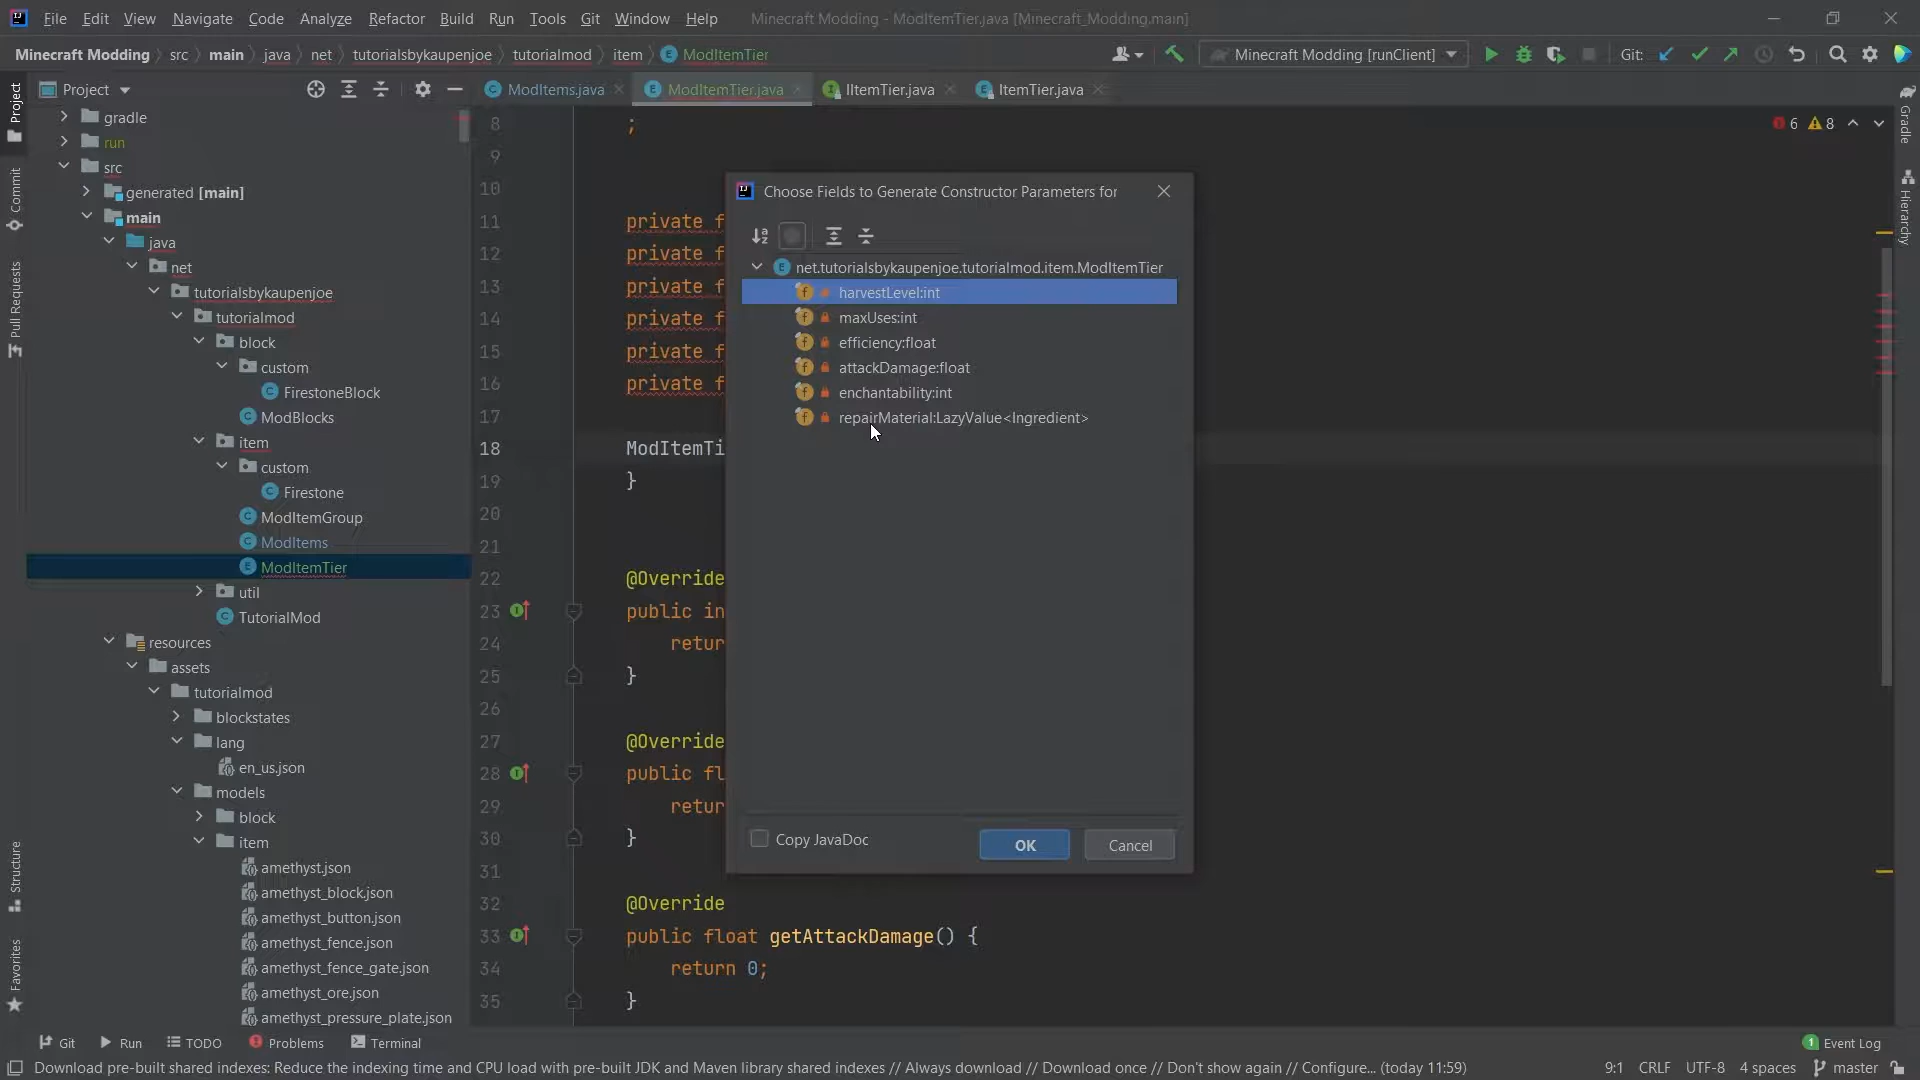 File Edit View Navigate Code Analyze Refactor Build Run Tools Git Window Help Minecraft Modding - ModItemTier.java [Minecraft_Modding.main]
Minecraft Modding src main java net tutorialsbykaupenjoe tutorialmod item ModItemTier Minecraft Modding [runClient] Git:
Project
ModItems.java ModItemTier.java IItemTier.java ItemTier.java
Project
Commit
Pull Requests
Structure
Favorites
Gradle
Hierarchy
gradle
run
src
generated [main]
main
java
net
tutorialsbykaupenjoe
tutorialmod
block
custom
FirestoneBlock
ModBlocks
item
custom
Firestone
ModItemGroup
ModItems
ModItemTier
util
TutorialMod
resources
assets
tutorialmod
blockstates
lang
en_us.json
models
block
item
amethyst.json
amethyst_block.json
amethyst_button.json
amethyst_fence.json
amethyst_fence_gate.json
amethyst_ore.json
amethyst_pressure_plate.json
6 8
8 ;
9
10
11 private f
12 private f
13 private f
14 private f
15 private f
16 private f
17
18 ModItemTi
19 }
20
21
22 @Override
23 public in
24 retur
25 }
26
27 @Override
28 public fl
29 retur
30 }
31
32 @Override
33 public float getAttackDamage() {
34 return 0;
35 }
Choose Fields to Generate Constructor Parameters for
net.tutorialsbykaupenjoe.tutorialmod.item.ModItemTier
harvestLevel:int
maxUses:int
efficiency:float
attackDamage:float
enchantability:int
repairMaterial:LazyValue<Ingredient>
Copy JavaDoc
OK
Cancel
Git Run TODO Problems Terminal 1 Event Log
Download pre-built shared indexes: Reduce the indexing time and CPU load with pre-built JDK and Maven library shared indexes // Always download // Download once // Don't show again // Configure... (today 11:59) 9:1 CRLF UTF-8 4 spaces master